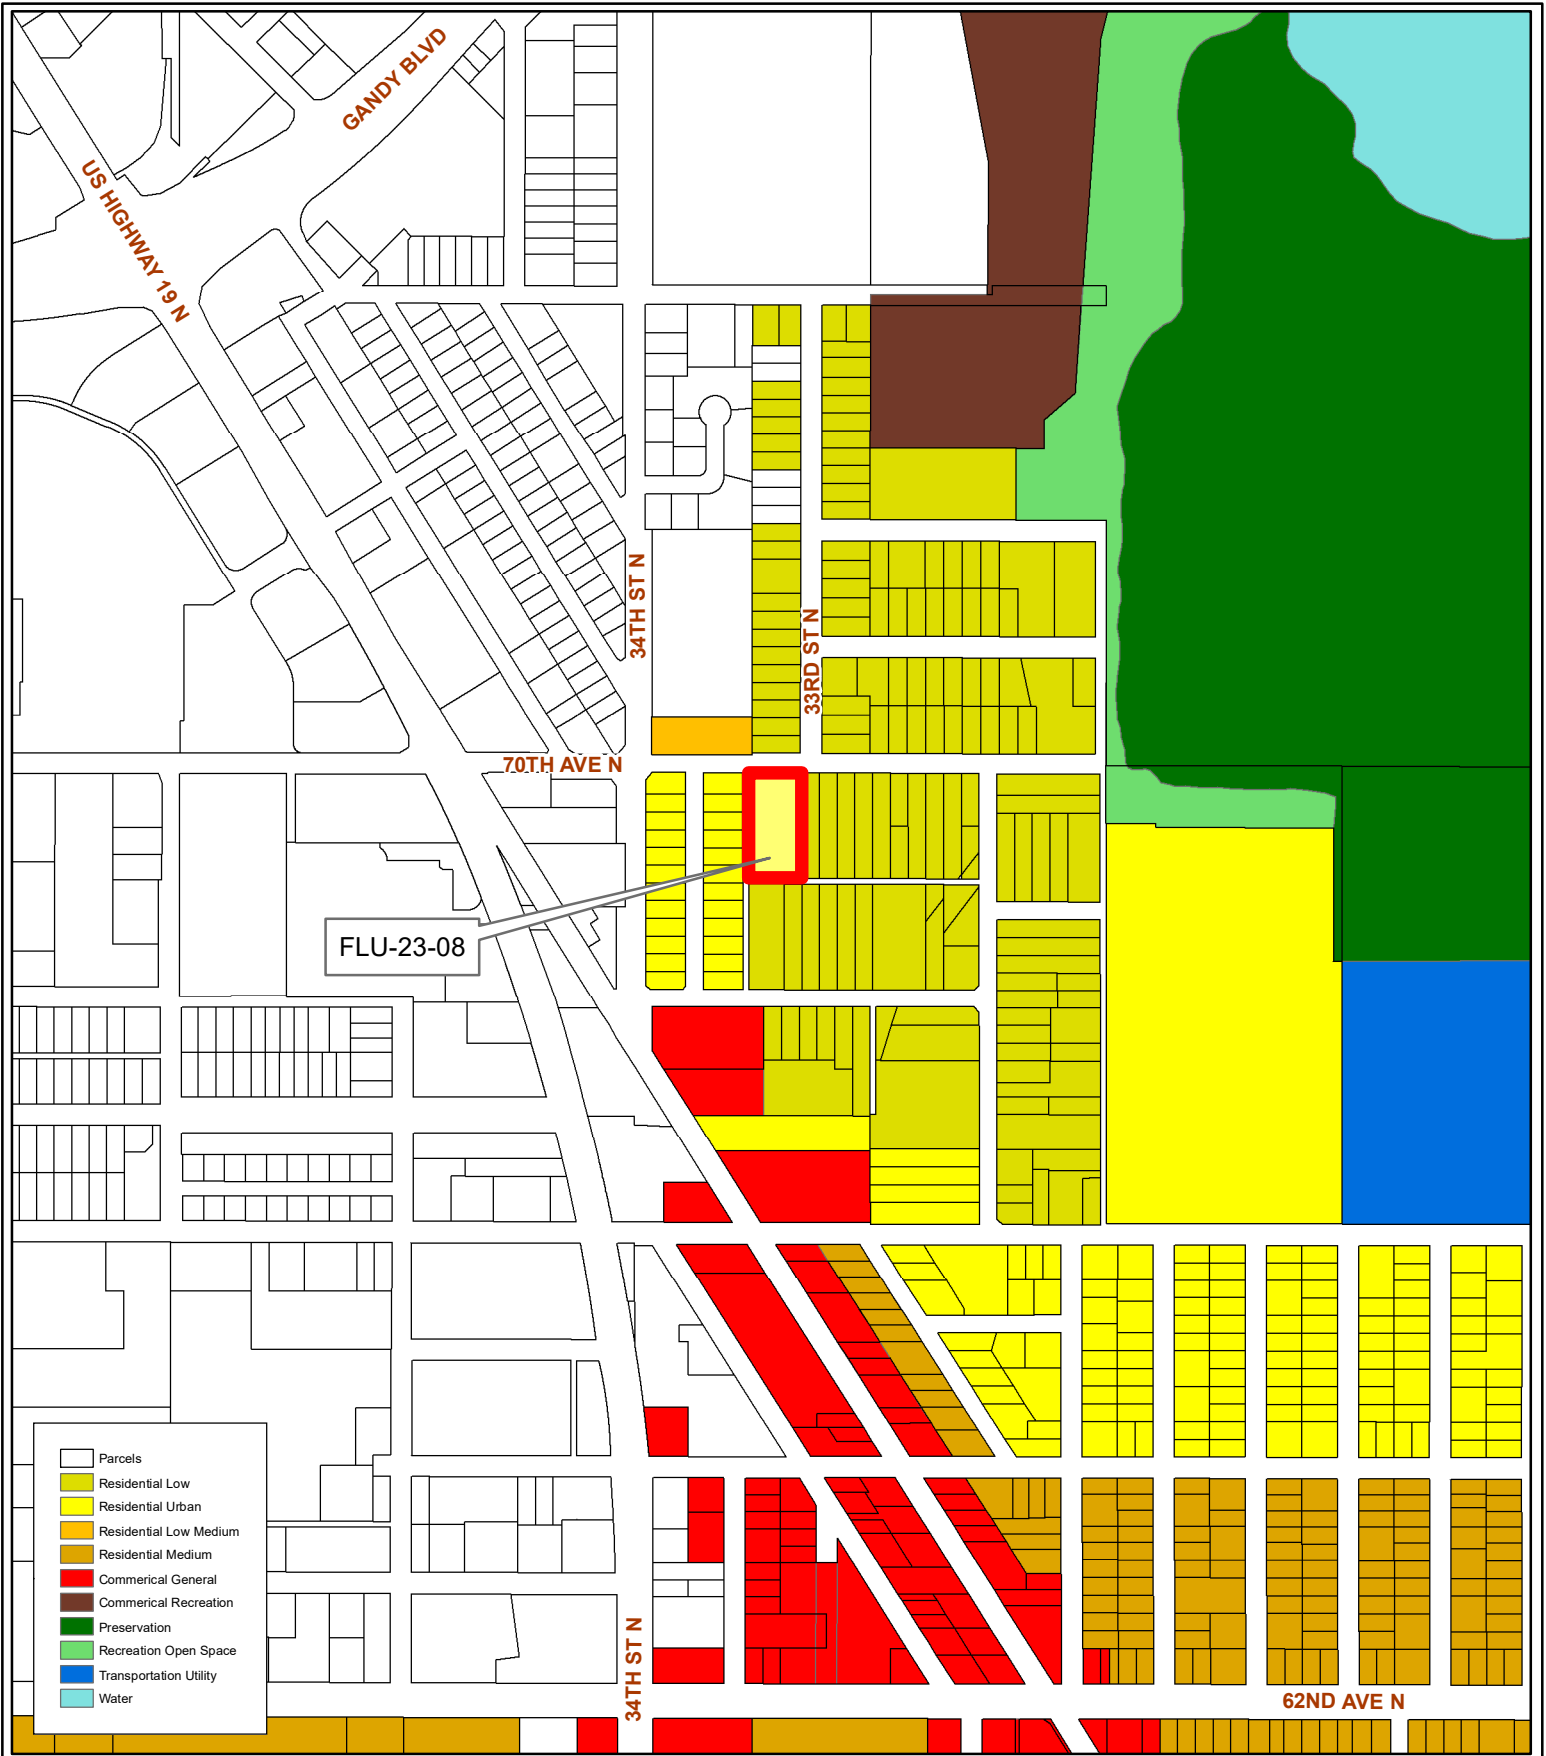 GANDY BLVD
US HIGHWAY 19 N
34TH ST N
33RD ST N
70TH AVE N
FLU-23-08
Parcels
Residential Low
Residential Urban
Residential Low Medium
Residential Medium
Commerical General
Commerical Recreation
Preservation
Recreation Open Space
Transportation Utility
Water
34TH ST N
62ND AVE N